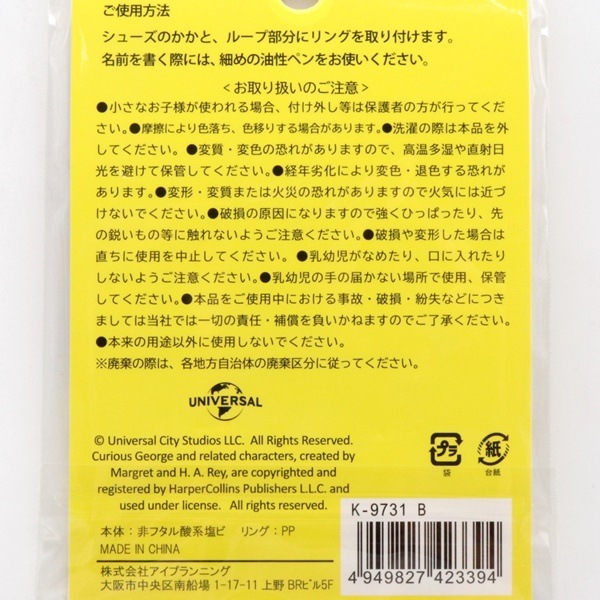 ご使用方法
シューズのかかと、ループ部分にリングを取り付けます。
名前を書く際には、細めの油性ペンをお使いください。
<お取り扱いのご注意>
●小さなお子様が使われる場合、付け外し等は保護者の方が行ってくだ
さい。●摩擦により色落ち、色移りする場合があります。●洗濯の際は本品を外
してください。●変質・変色の恐れがありますので、高温多湿や直射日
光を避けて保管してください。●経年劣化により変色・退色する恐れが
あります。●変形・変質または火災の恐れがありますので火気には近づ
けないでください。●破損の原因になりますので強くひっぱったり、先
の鋭いもの等に触れないようご注意ください。●破損や変形した場合は
直ちに使用を中止してください。●乳幼児がなめたり、口に入れたり
しないようご注意ください。●乳幼児の手の届かない場所で使用、保管
してください。●本品をご使用中における事故・破損・紛失などにつき
ましては当社では一切の責任・補償を負いかねますのでご了承ください。
●本来の用途以外に使用しないでください。
※廃棄の際は、各地方自治体の廃棄区分に従ってください。
UNIVERSAL
© Universal City Studios LLC. All Rights Reserved.
Curious George and related characters, created by
Margret and H. A. Rey, are copyrighted and
registered by HarperCollins Publishers L.L.C. and
used under license. All rights reserved.
プラ
袋
紙
台紙
本体：非フタル酸系塩ビ リング：PP
MADE IN CHINA
株式会社アイプランニング
大阪市中央区南船場 1-17-11 上野 BRビル5F
K-9731 B
4 949827 423394